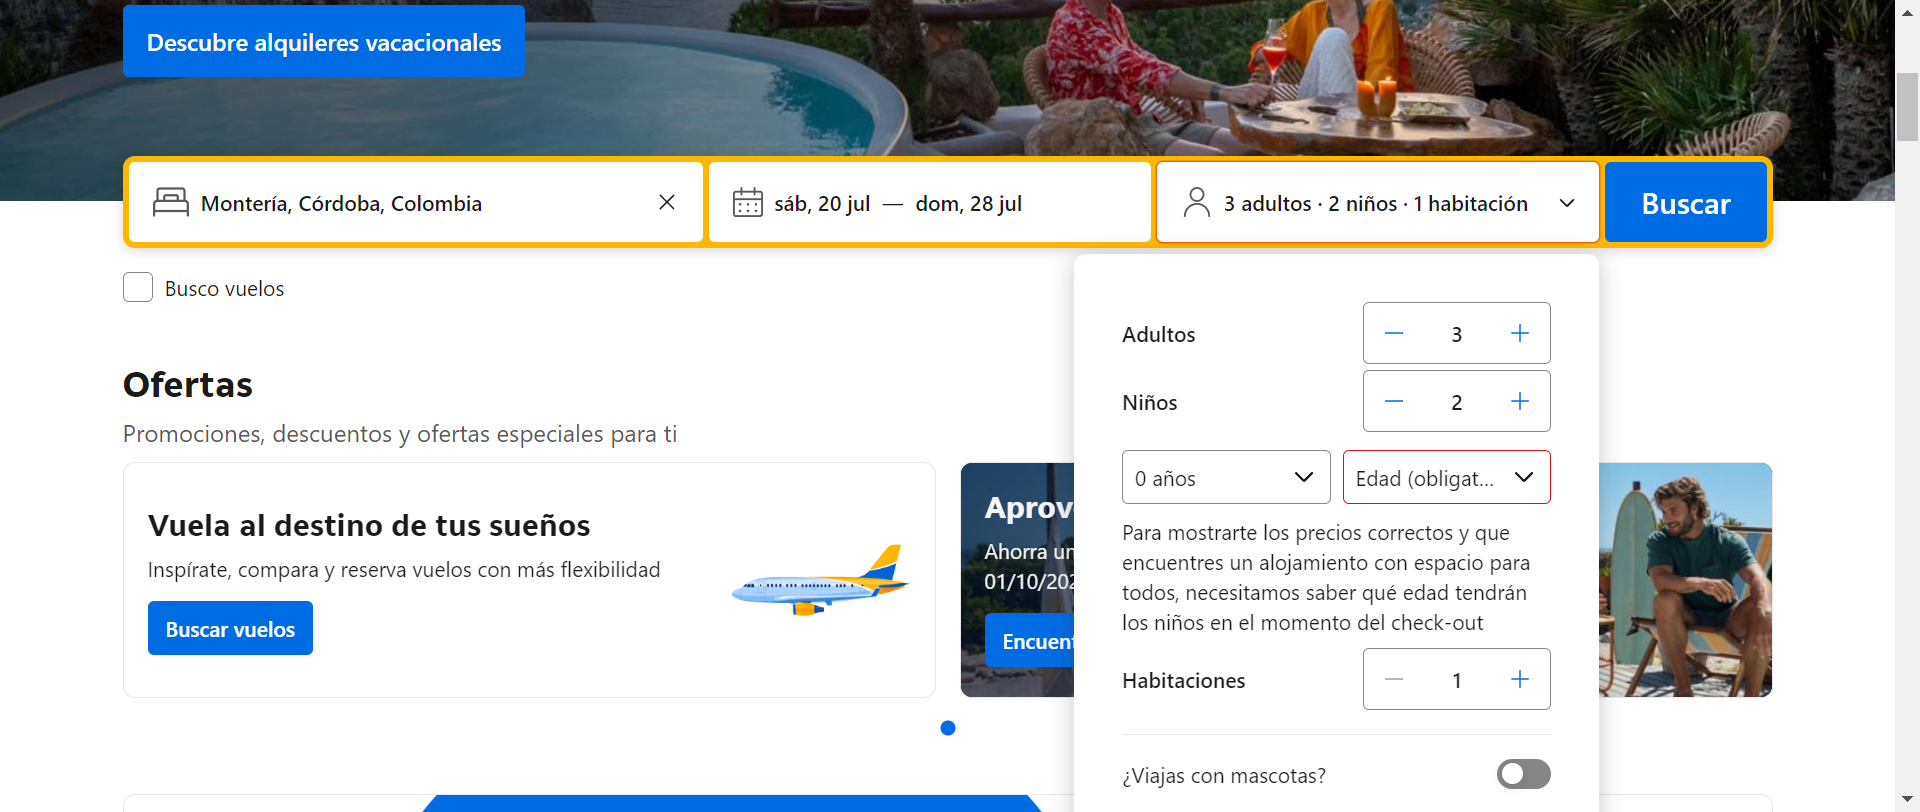 Descubre alquileres vacacionales
Montería, Córdoba, Colombia
sáb, 20 jul — dom, 28 jul
3 adultos · 2 niños · 1 habitación
Buscar
Busco vuelos
Adultos
3
Niños
2
0 años
Edad (obligat...
Para mostrarte los precios correctos y que
encuentres un alojamiento con espacio para
todos, necesitamos saber qué edad tendrán
los niños en el momento del check-out
Habitaciones
1
¿Viajas con mascotas?
Ofertas
Promociones, descuentos y ofertas especiales para ti
Vuela al destino de tus sueños
Inspírate, compara y reserva vuelos con más flexibilidad
Buscar vuelos
Aprov
Ahorra un
01/10/202
Encuent